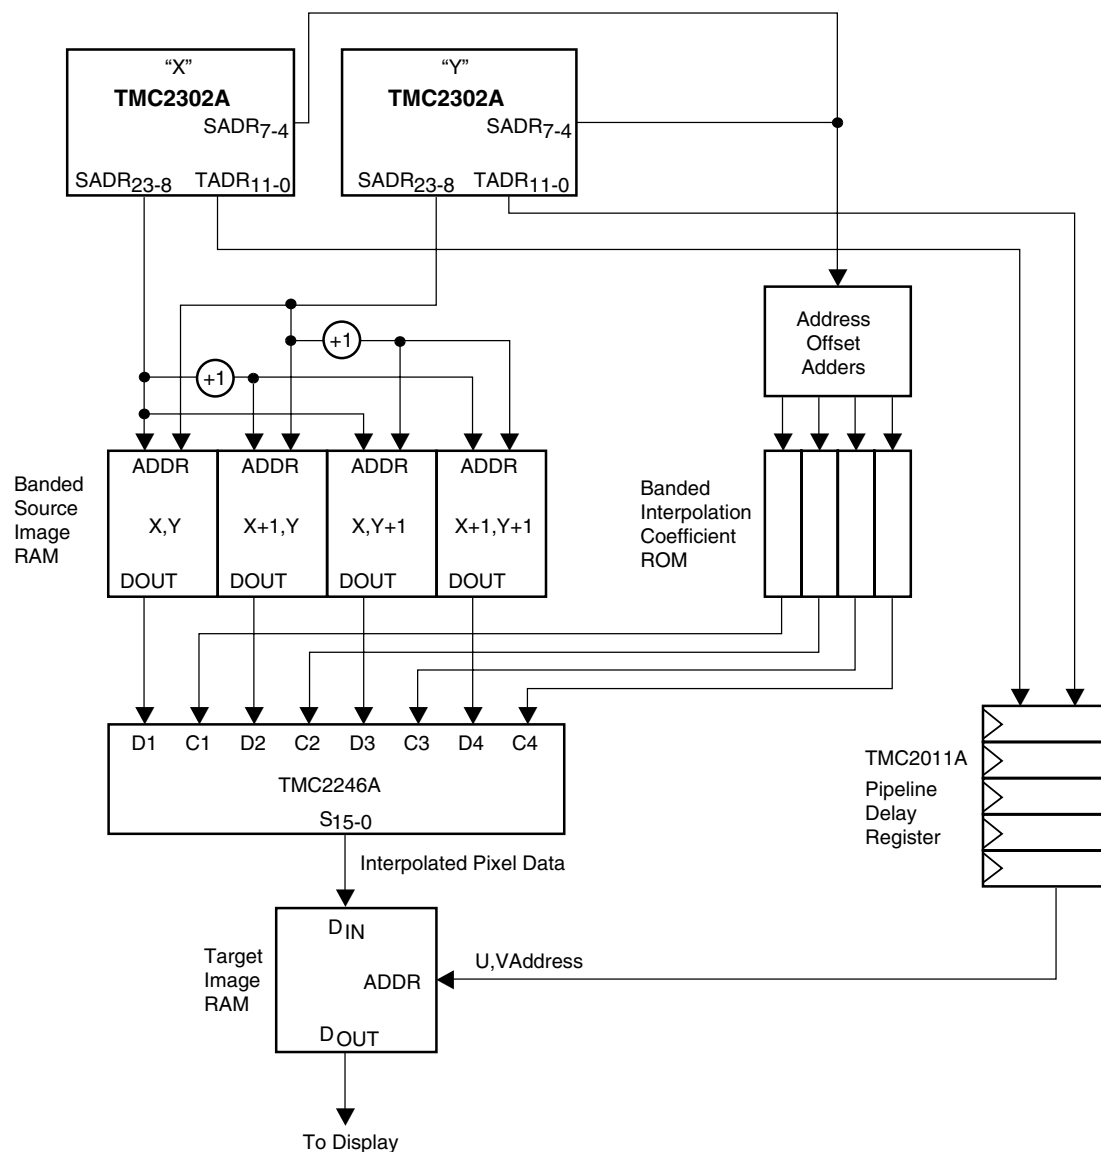 “X”
TMC2302A
SADR7-4
SADR23-8 TADR11-0
“Y”
TMC2302A
SADR7-4
SADR23-8 TADR11-0
+1
+1
Address
Offset
Adders
Banded
Source
Image
RAM
ADDR
X,Y
DOUT
ADDR
X+1,Y
DOUT
ADDR
X,Y+1
DOUT
ADDR
X+1,Y+1
DOUT
Banded
Interpolation
Coefficient
ROM
D1 C1 D2 C2 D3 C3 D4 C4
TMC2246A
S15-0
TMC2011A
Pipeline
Delay
Register
Interpolated Pixel Data
Target
Image
RAM
DIN
ADDR
DOUT
U,VAddress
To Display